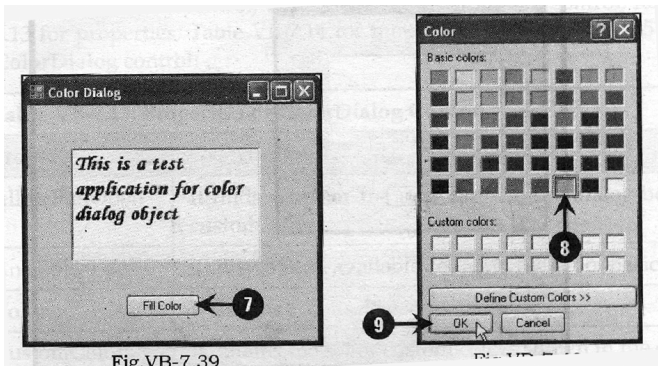 Color Dialog
This is a test
application for color
dialog object
Fill Color
7
Fig.VB-7.39
Color
Basic colors:
8
Custom colors:
Define Custom Colors >>
9
OK
Cancel